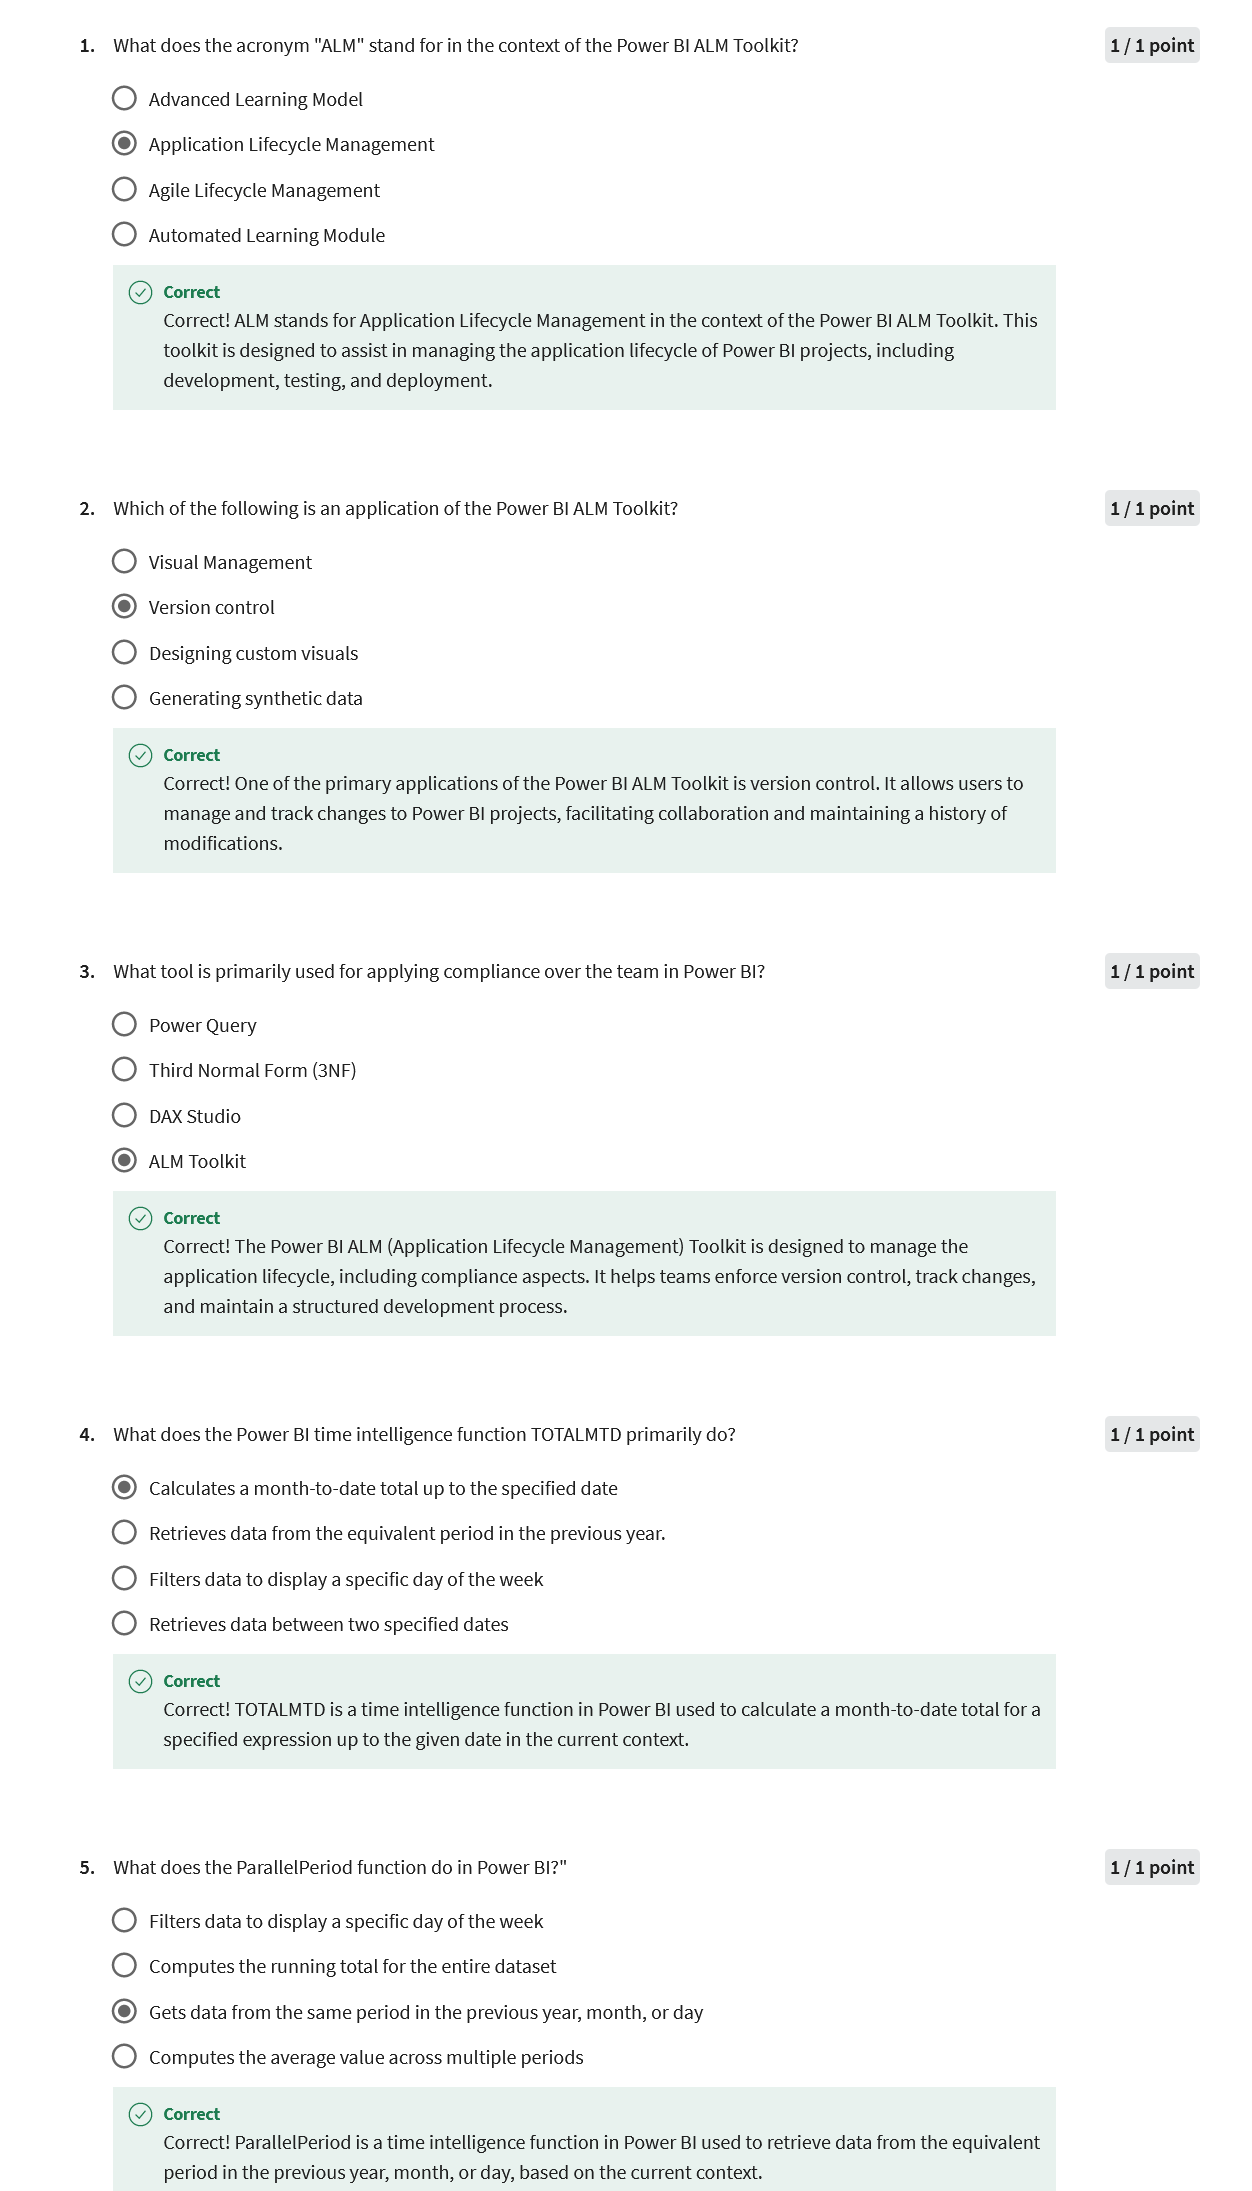 1. What does the acronym "ALM" stand for in the context of the Power BI ALM Toolkit? 1 / 1 point
Advanced Learning Model
Application Lifecycle Management
Agile Lifecycle Management
Automated Learning Module
Correct
Correct! ALM stands for Application Lifecycle Management in the context of the Power BI ALM Toolkit. This
toolkit is designed to assist in managing the application lifecycle of Power BI projects, including
development, testing, and deployment.
2. Which of the following is an application of the Power BI ALM Toolkit? 1 / 1 point
Visual Management
Version control
Designing custom visuals
Generating synthetic data
Correct
Correct! One of the primary applications of the Power BI ALM Toolkit is version control. It allows users to
manage and track changes to Power BI projects, facilitating collaboration and maintaining a history of
modifications.
3. What tool is primarily used for applying compliance over the team in Power BI? 1 / 1 point
Power Query
Third Normal Form (3NF)
DAX Studio
ALM Toolkit
Correct
Correct! The Power BI ALM (Application Lifecycle Management) Toolkit is designed to manage the
application lifecycle, including compliance aspects. It helps teams enforce version control, track changes,
and maintain a structured development process.
4. What does the Power BI time intelligence function TOTALMTD primarily do? 1 / 1 point
Calculates a month-to-date total up to the specified date
Retrieves data from the equivalent period in the previous year.
Filters data to display a specific day of the week
Retrieves data between two specified dates
Correct
Correct! TOTALMTD is a time intelligence function in Power BI used to calculate a month-to-date total for a
specified expression up to the given date in the current context.
5. What does the ParallelPeriod function do in Power BI?" 1 / 1 point
Filters data to display a specific day of the week
Computes the running total for the entire dataset
Gets data from the same period in the previous year, month, or day
Computes the average value across multiple periods
Correct
Correct! ParallelPeriod is a time intelligence function in Power BI used to retrieve data from the equivalent
period in the previous year, month, or day, based on the current context.